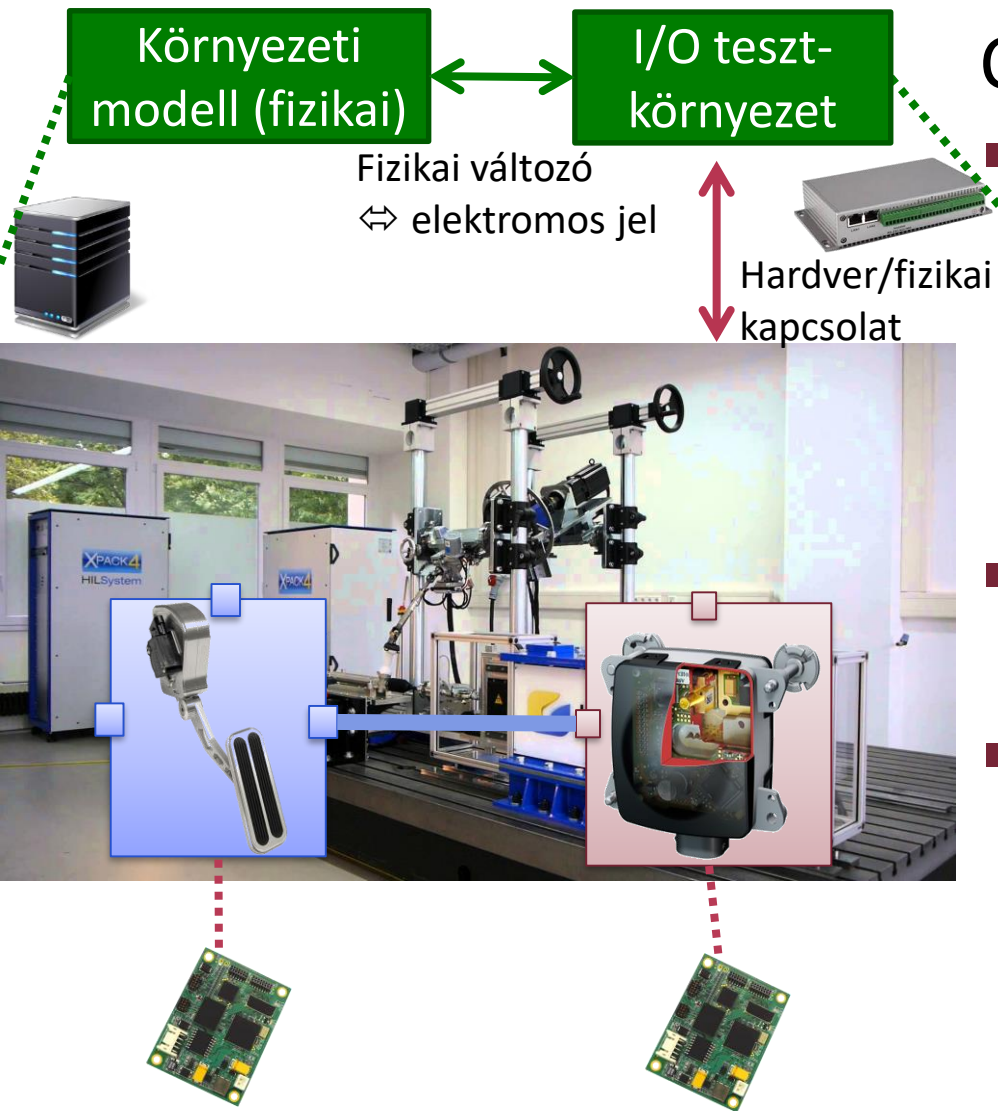 Környezeti
modell (fizikai)
I/O teszt-
környezet
Fizikai változó
⇔ elektromos jel
Hardver/fizikai
kapcsolat
XPACK4
HILSystem
XPACK4